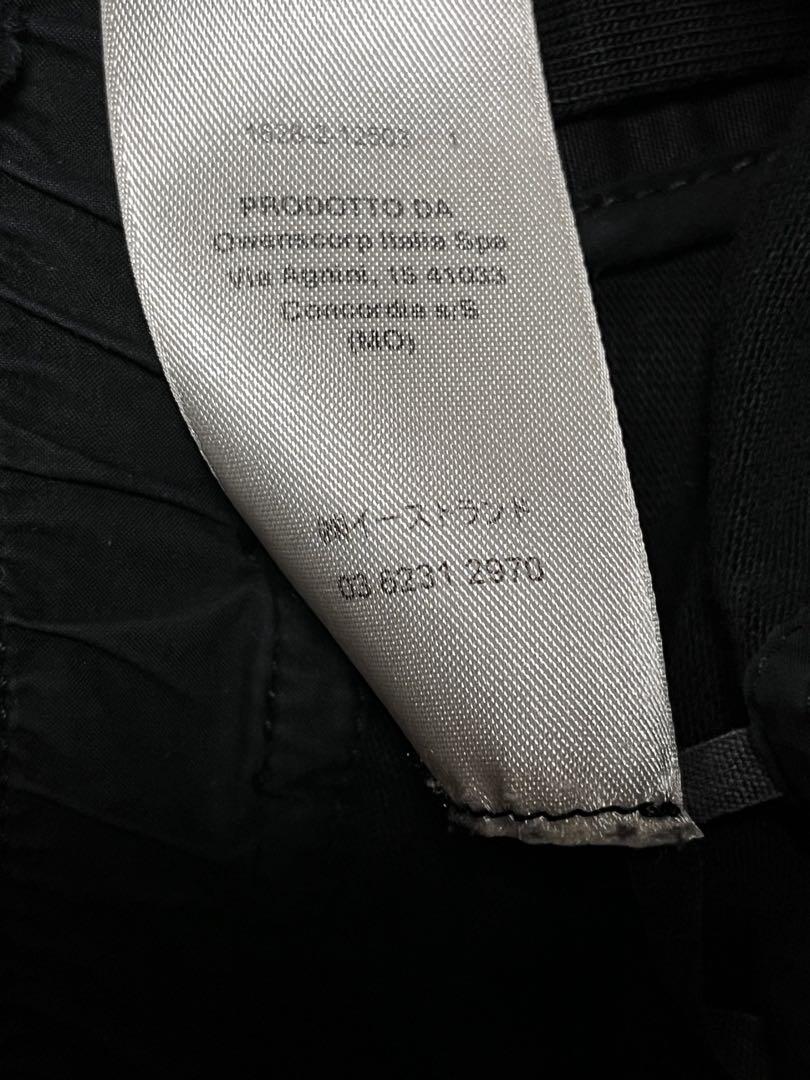 PRODOTTO DA
Owenscorp Italia Spa
Via Agnini, 15 41033
Concordia s/S
(MO)
㈱イーストランド
03 6231 2970